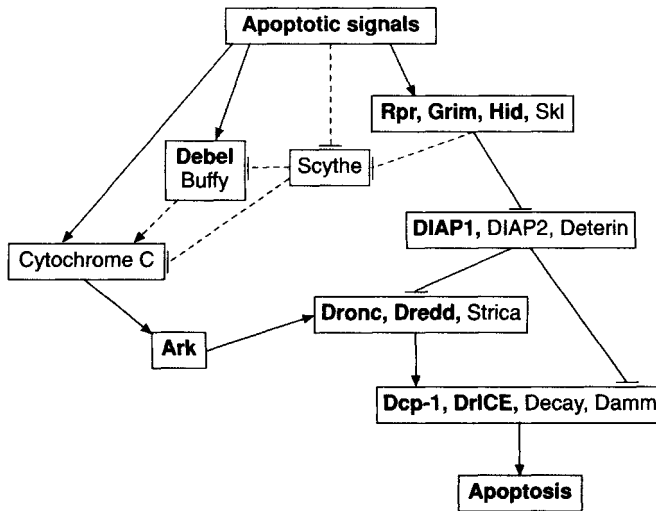 Apoptotic signals
Rpr, Grim, Hid, Skl
Debel
Buffy
Scythe
DIAP1, DIAP2, Deterin
Cytochrome C
Dronc, Dredd, Strica
Ark
Dcp-1, DrICE, Decay, Damm
Apoptosis